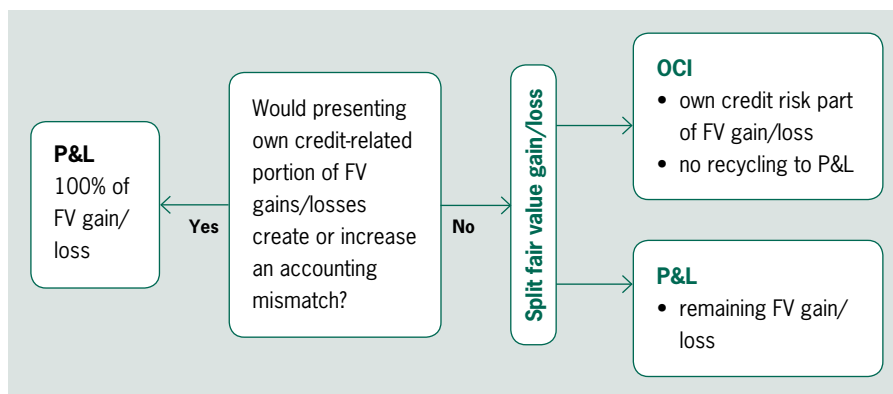 P&L
100% of
FV gain/
loss
Yes
Would presenting
own credit-related
portion of FV
gains/losses
create or increase
an accounting
mismatch?
No
Split fair value gain/loss
OCI
• own credit risk part
of FV gain/loss
• no recycling to P&L
P&L
• remaining FV gain/
loss